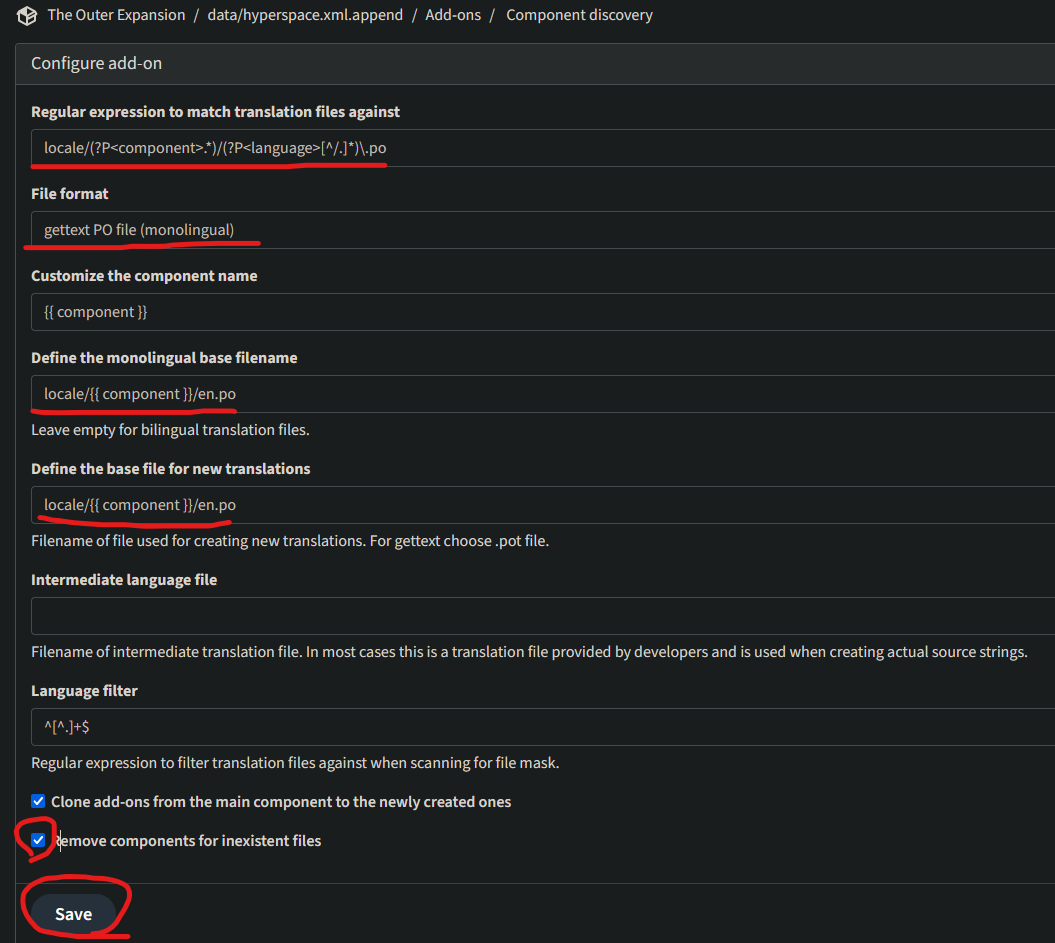 The Outer Expansion / data/hyperspace.xml.append / Add-ons / Component discovery
Configure add-on
Regular expression to match translation files against
locale/(?P<component>.*)/(?P<language>[^/.]*)\.po
File format
gettext PO file (monolingual)
Customize the component name
{{ component }}
Define the monolingual base filename
locale/{{ component }}/en.po
Leave empty for bilingual translation files.
Define the base file for new translations
locale/{{ component }}/en.po
Filename of file used for creating new translations. For gettext choose .pot file.
Intermediate language file
Filename of intermediate translation file. In most cases this is a translation file provided by developers and is used when creating actual source strings.
Language filter
^[^.]+$
Regular expression to filter translation files against when scanning for file mask.
Clone add-ons from the main component to the newly created ones
Remove components for inexistent files
Save